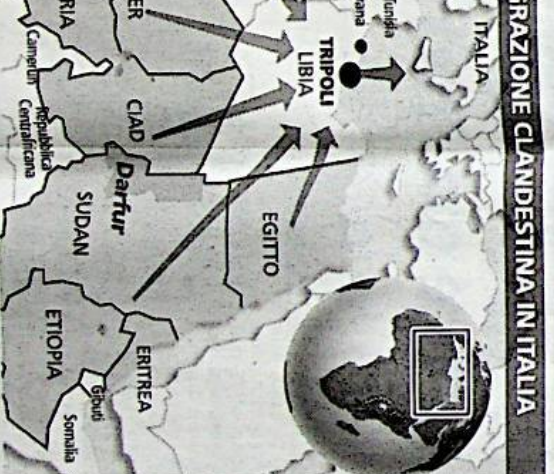 GRAZIONE CLANDESTINA IN ITALIA
ITALIA
Tunisia
TRIPOLI
LIBIA
EGITTO
CIAD
Darfur
SUDAN
ERITREA
ETIOPIA
Gibuti
Somalia
Camerun
Repubblica
Centrafricana
ER
RIA